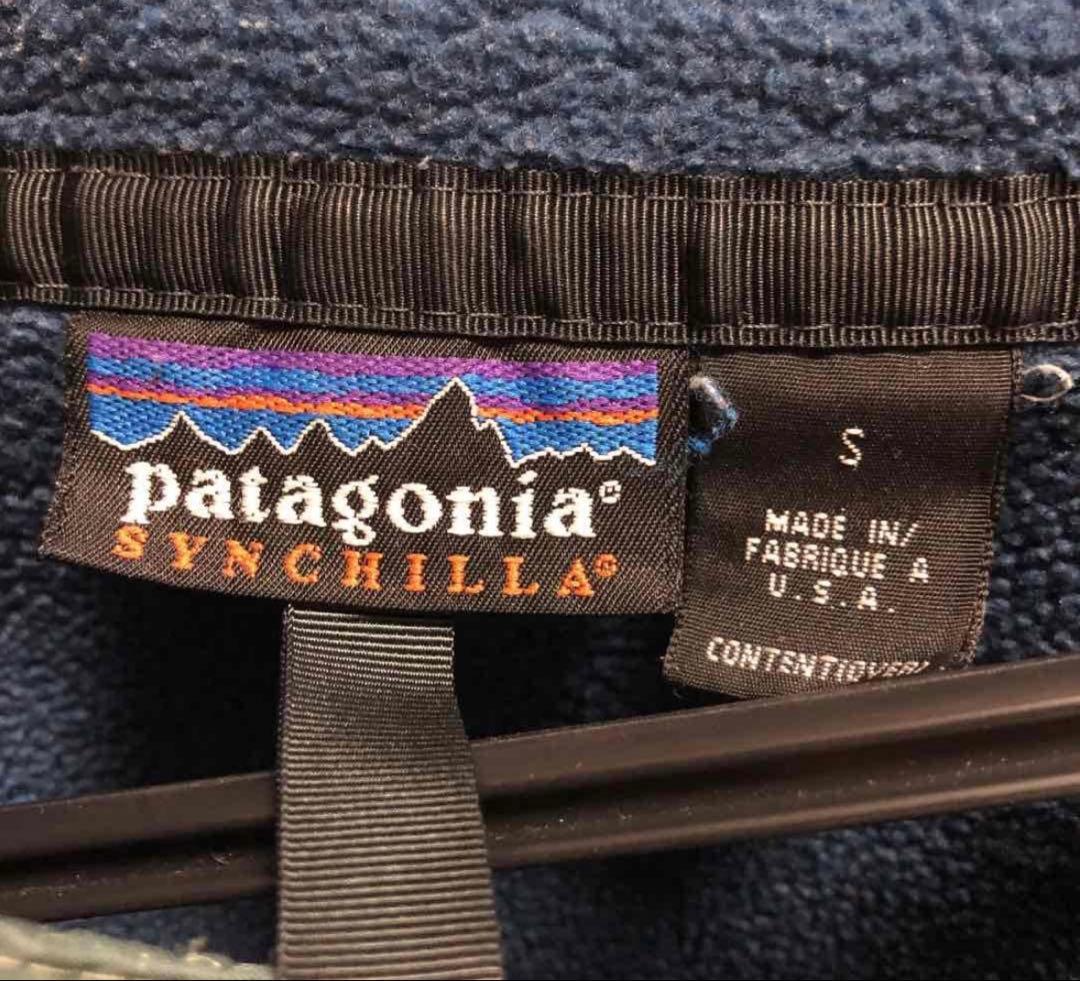 patagonia®
SYNCHILLA®
S
MADE IN/
FABRIQUE A
U.S.A.